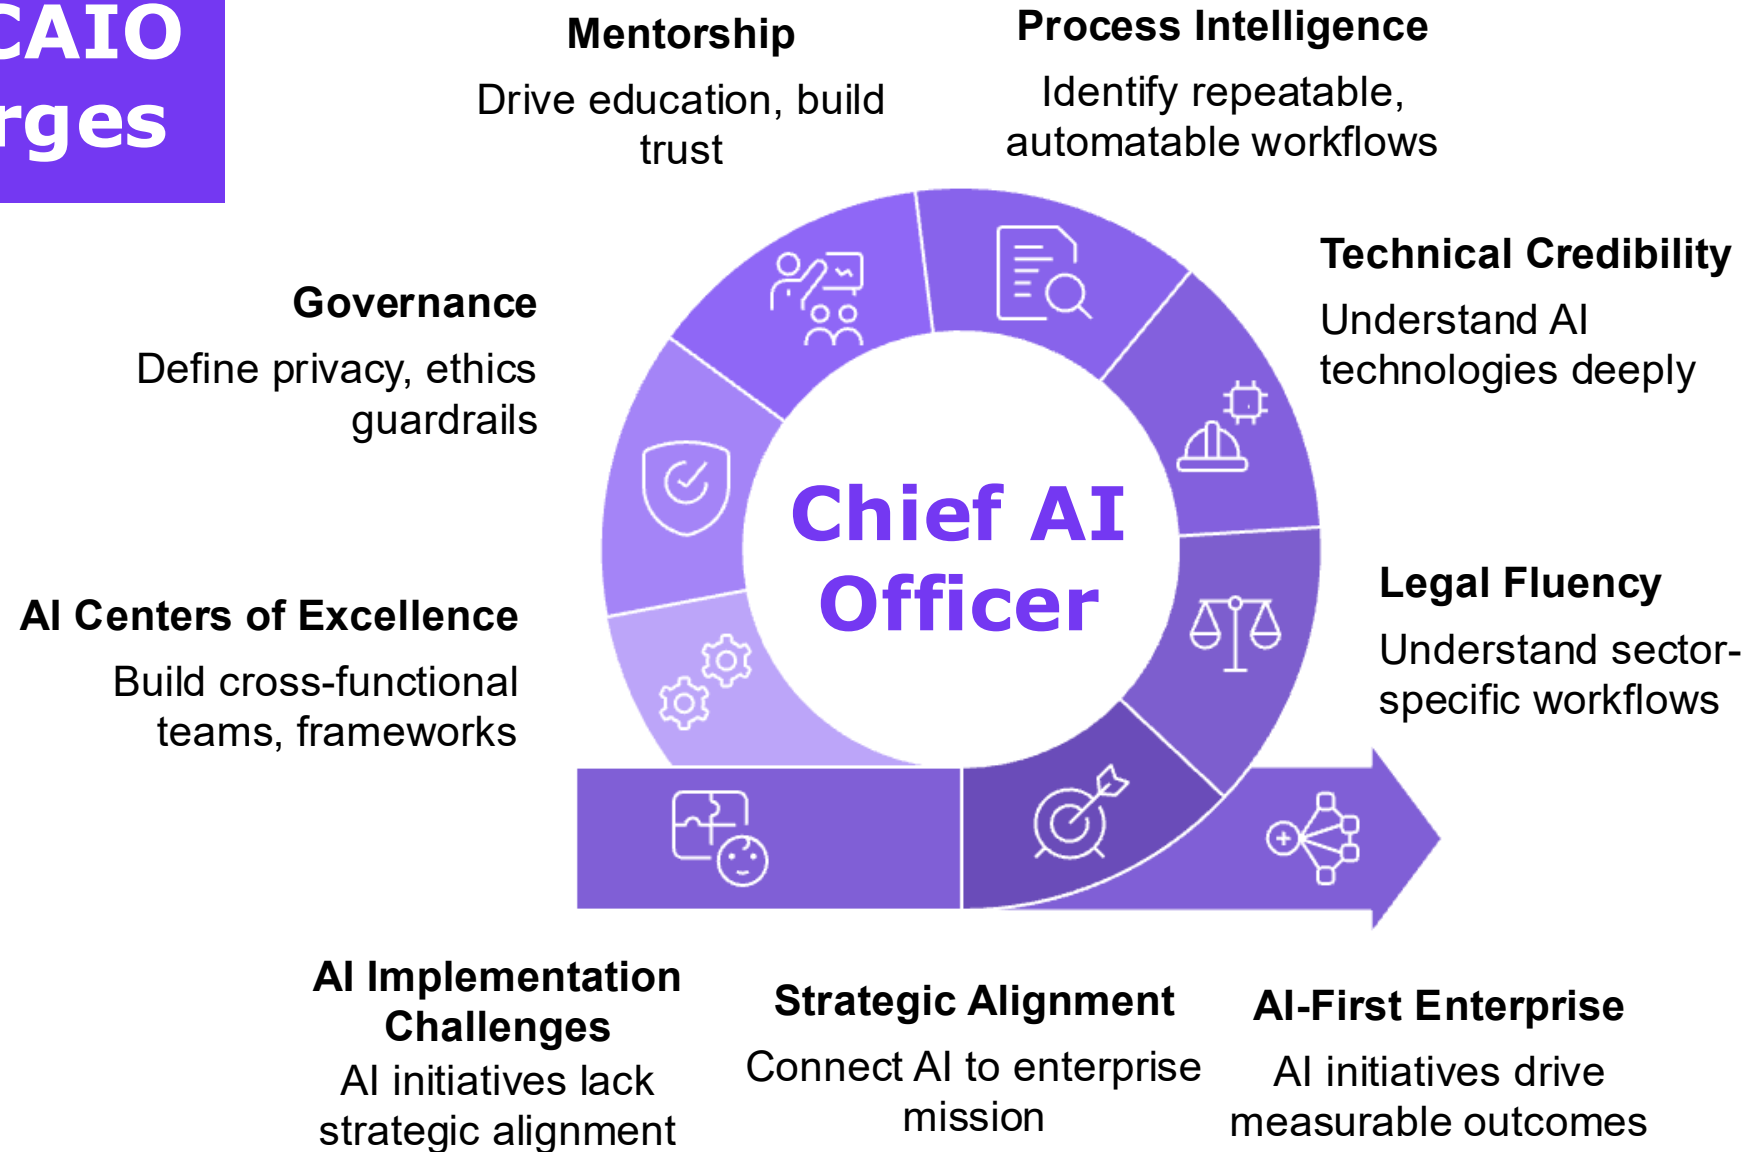 CAIO
rges
Mentorship
Drive education, build
trust
Process Intelligence
Identify repeatable,
automatable workflows
Technical Credibility
Understand AI
technologies deeply
Governance
Define privacy, ethics
guardrails
Chief AI
Officer
Legal Fluency
Understand sector-
specific workflows
AI Centers of Excellence
Build cross-functional
teams, frameworks
AI Implementation
Challenges
AI initiatives lack
strategic alignment
Strategic Alignment
Connect AI to enterprise
mission
AI-First Enterprise
AI initiatives drive
measurable outcomes